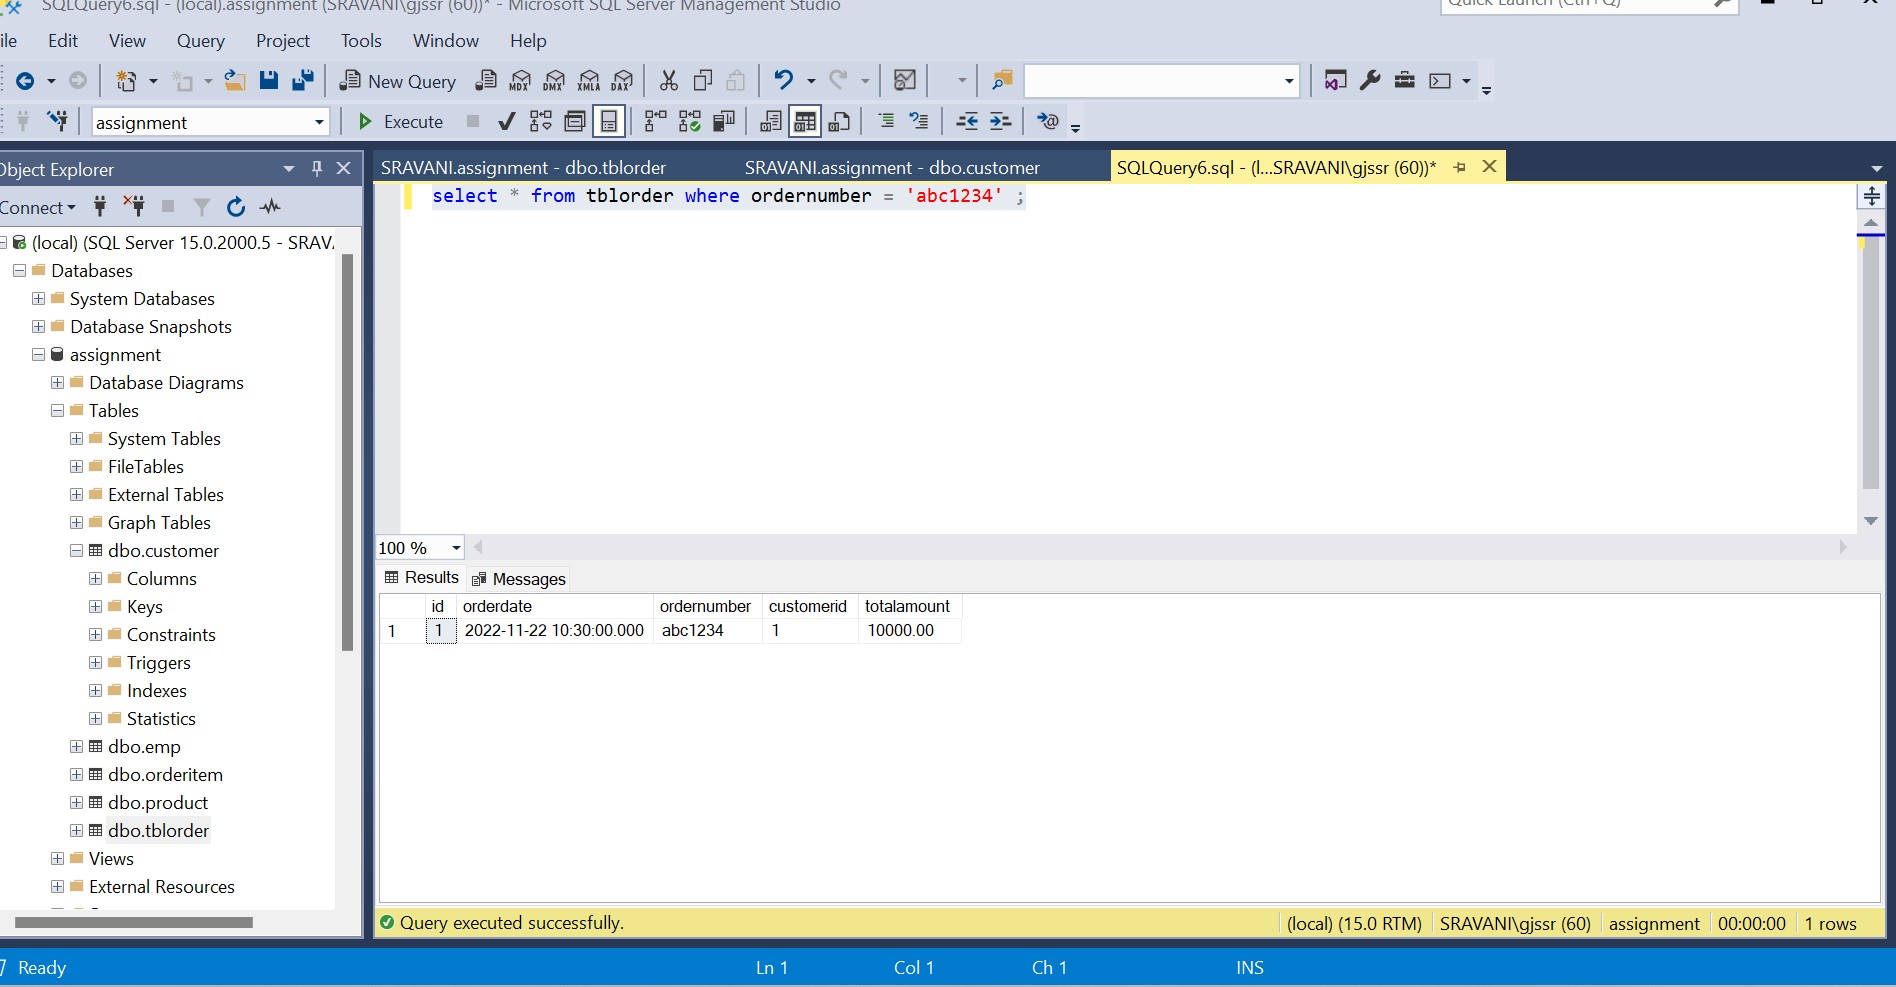 SQLQuery6.sql - (local).assignment (SRAVANI\gjssr (60))* - Microsoft SQL Server Management Studio
Quick Launch (Ctrl+Q)
ile Edit View Query Project Tools Window Help
New Query MDX DMX XMLA DAX
assignment Execute
Object Explorer
SRAVANI.assignment - dbo.tblorder SRAVANI.assignment - dbo.customer SQLQuery6.sql - (l...SRAVANI\gjssr (60))*
Connect
select * from tblorder where ordernumber = 'abc1234' ;
(local) (SQL Server 15.0.2000.5 - SRAV
Databases
System Databases
Database Snapshots
assignment
Database Diagrams
Tables
System Tables
FileTables
External Tables
Graph Tables
dbo.customer
Columns
Keys
Constraints
Triggers
Indexes
Statistics
dbo.emp
dbo.orderitem
dbo.product
dbo.tblorder
Views
External Resources
100 %
Results Messages
id orderdate ordernumber customerid totalamount
1 1 2022-11-22 10:30:00.000 abc1234 1 10000.00
Query executed successfully. (local) (15.0 RTM) SRAVANI\gjssr (60) assignment 00:00:00 1 rows
Ready Ln 1 Col 1 Ch 1 INS